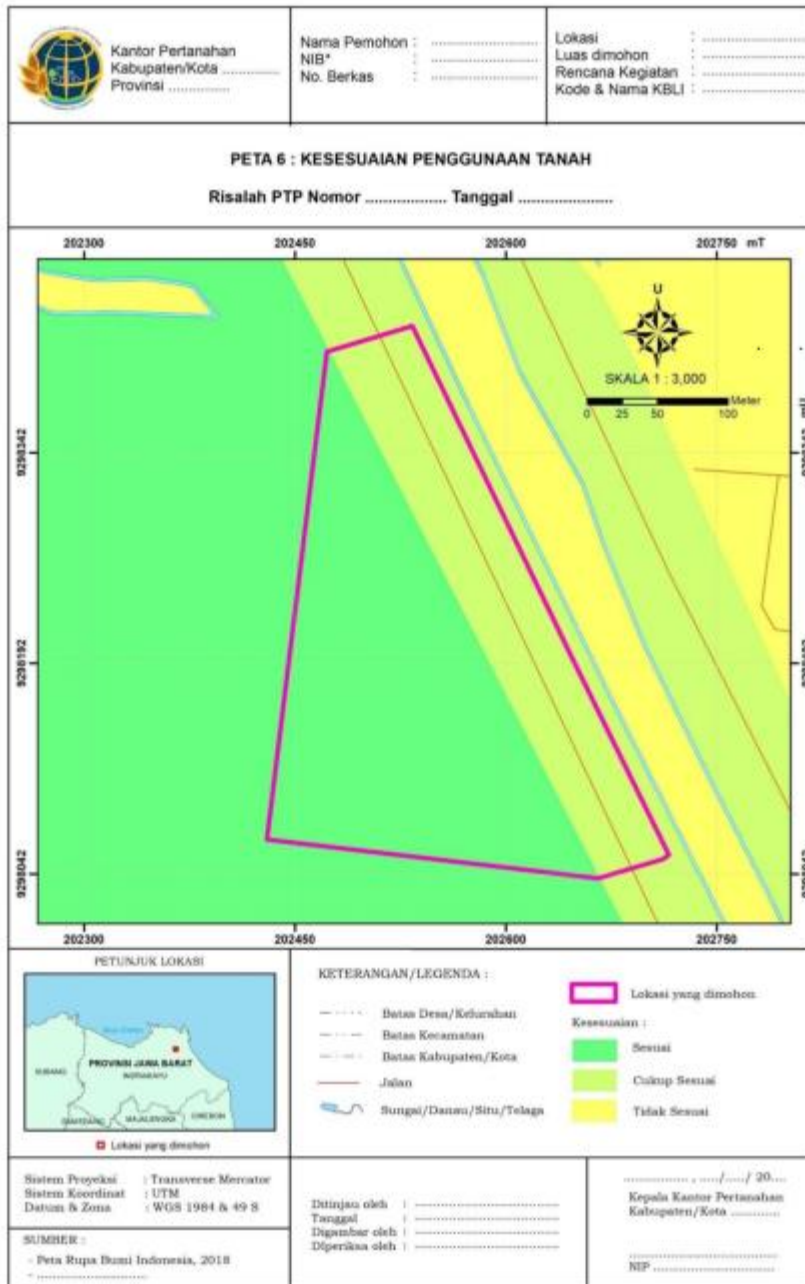 Kantor Pertanahan
Kabupaten/Kota ..............
Provinsi ...............
Nama Pemohon : ..........................
NIB* : ..........................
No. Berkas : ..........................
Lokasi : ..........................
Luas dimohon : ..........................
Rencana Kegiatan : ..........................
Kode & Nama KBLI : ..........................
PETA 6 : KESESUAIAN PENGGUNAAN TANAH
Risalah PTP Nomor .................... Tanggal .......................
202300 202450 202600 202750 mT
U
SKALA 1 : 3,000
Meter
0 25 50 100
mU
9298342 9298342
9298192 9298192
9298042 9298042
202300 202450 202600 202750
PETUNJUK LOKASI
PROVINSI JAWA BARAT
INDRAMAYU
SUBANG
SUMEDANG
MAJALENGKA
CIREBON
Lokasi yang dimohon
KETERANGAN/LEGENDA :
Batas Desa/Kelurahan
Batas Kecamatan
Batas Kabupaten/Kota
Jalan
Sungai/Danau/Situ/Telaga
Lokasi yang dimohon
Kesesuaian :
Sesuai
Cukup Sesuai
Tidak Sesuai
Sistem Proyeksi : Transverse Mercator
Sistem Koordinat : UTM
Datum & Zona : WGS 1984 & 49 S
SUMBER :
- Peta Rupa Bumi Indonesia, 2018
- ..........................
Ditinjau oleh : ..........................
Tanggal : ..........................
Digambar oleh : ..........................
Diperiksa oleh : ..........................
................. , ...../...../ 20....
Kepala Kantor Pertanahan
Kabupaten/Kota ............
..............................
NIP ..........................